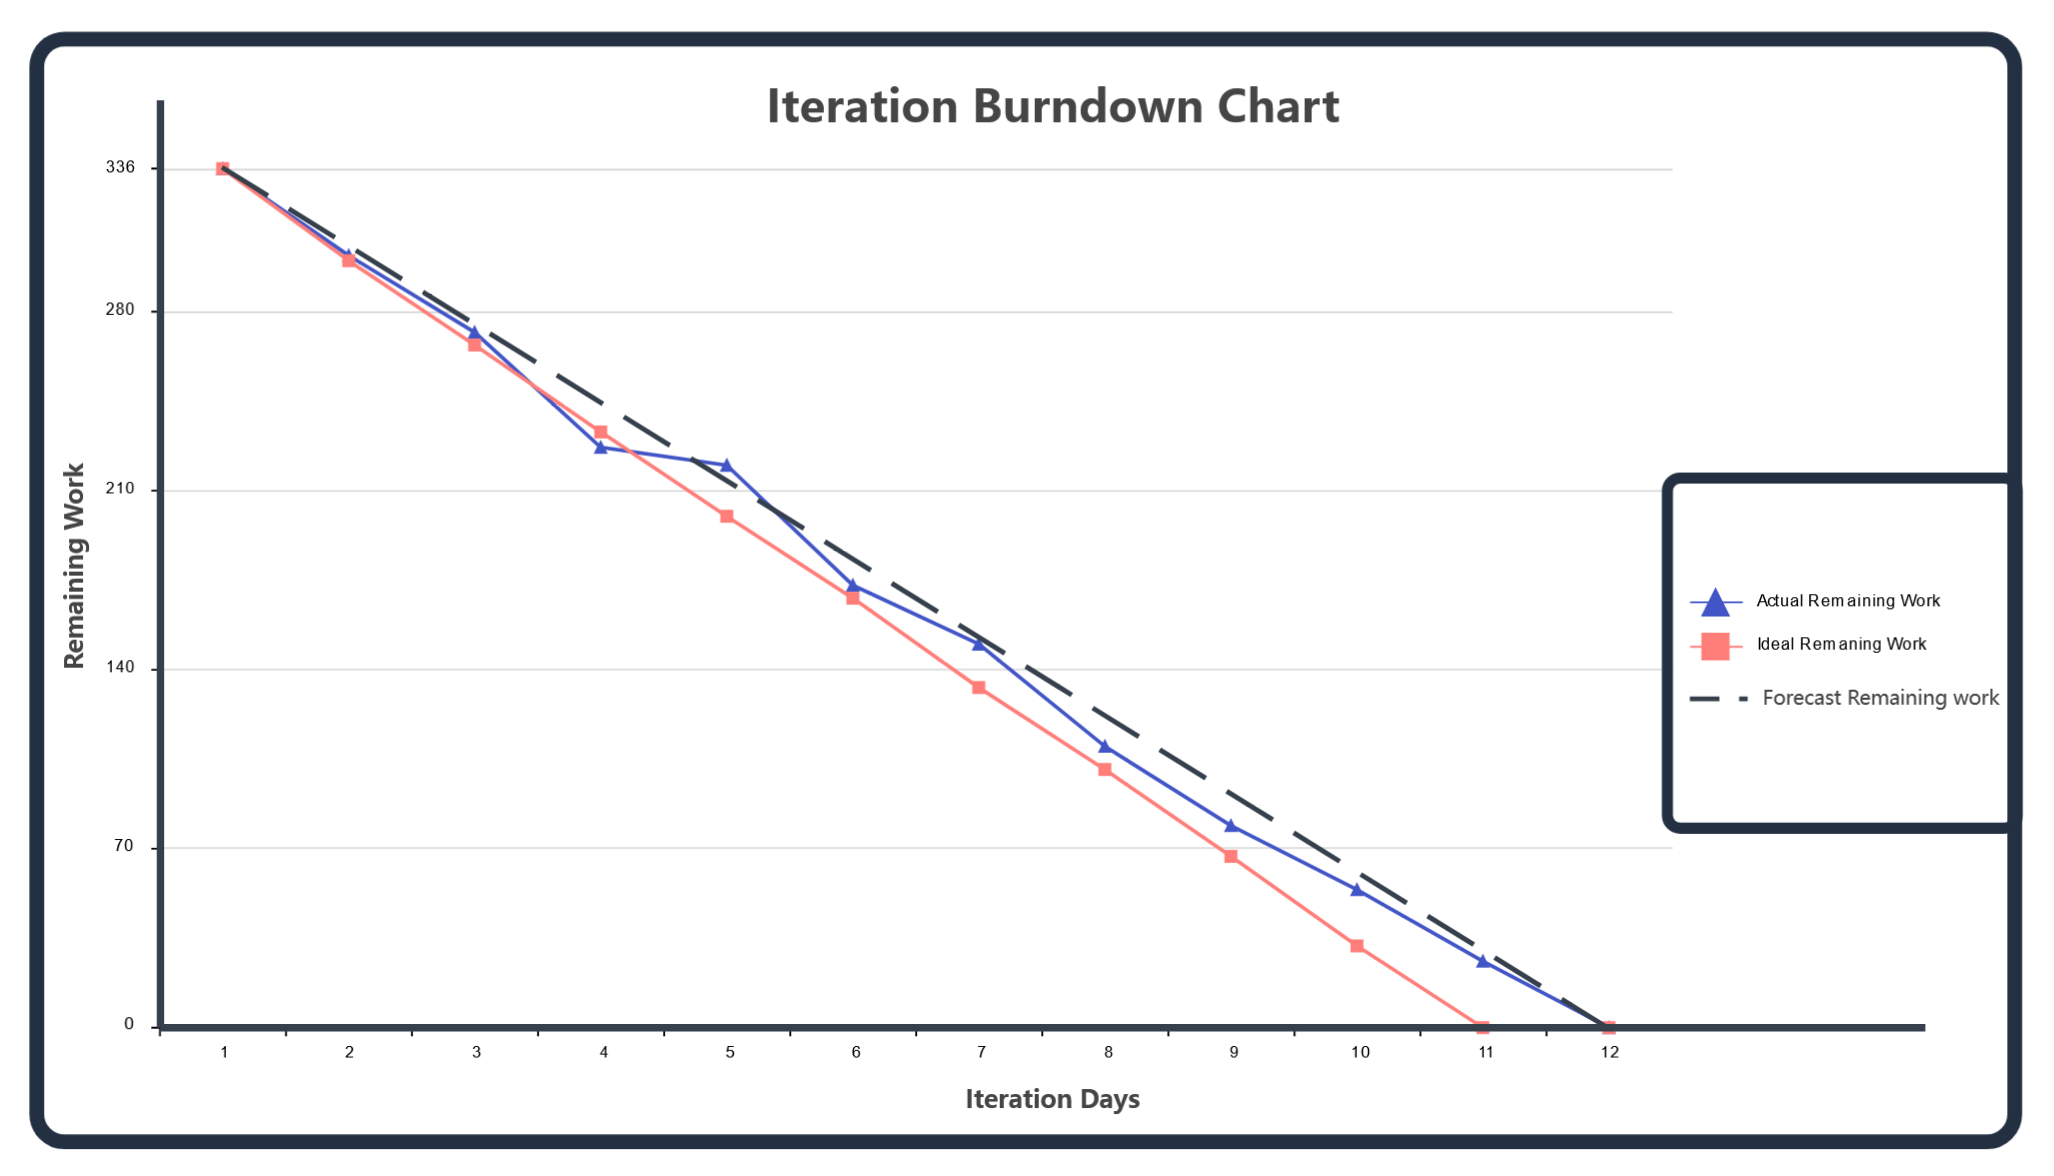 Iteration Burndown Chart
336
280
210
140
70
0
Remaining Work
1 2 3 4 5 6 7 8 9 10 11 12
Iteration Days
Actual Remaining Work
Ideal Remaning Work
Forecast Remaining work